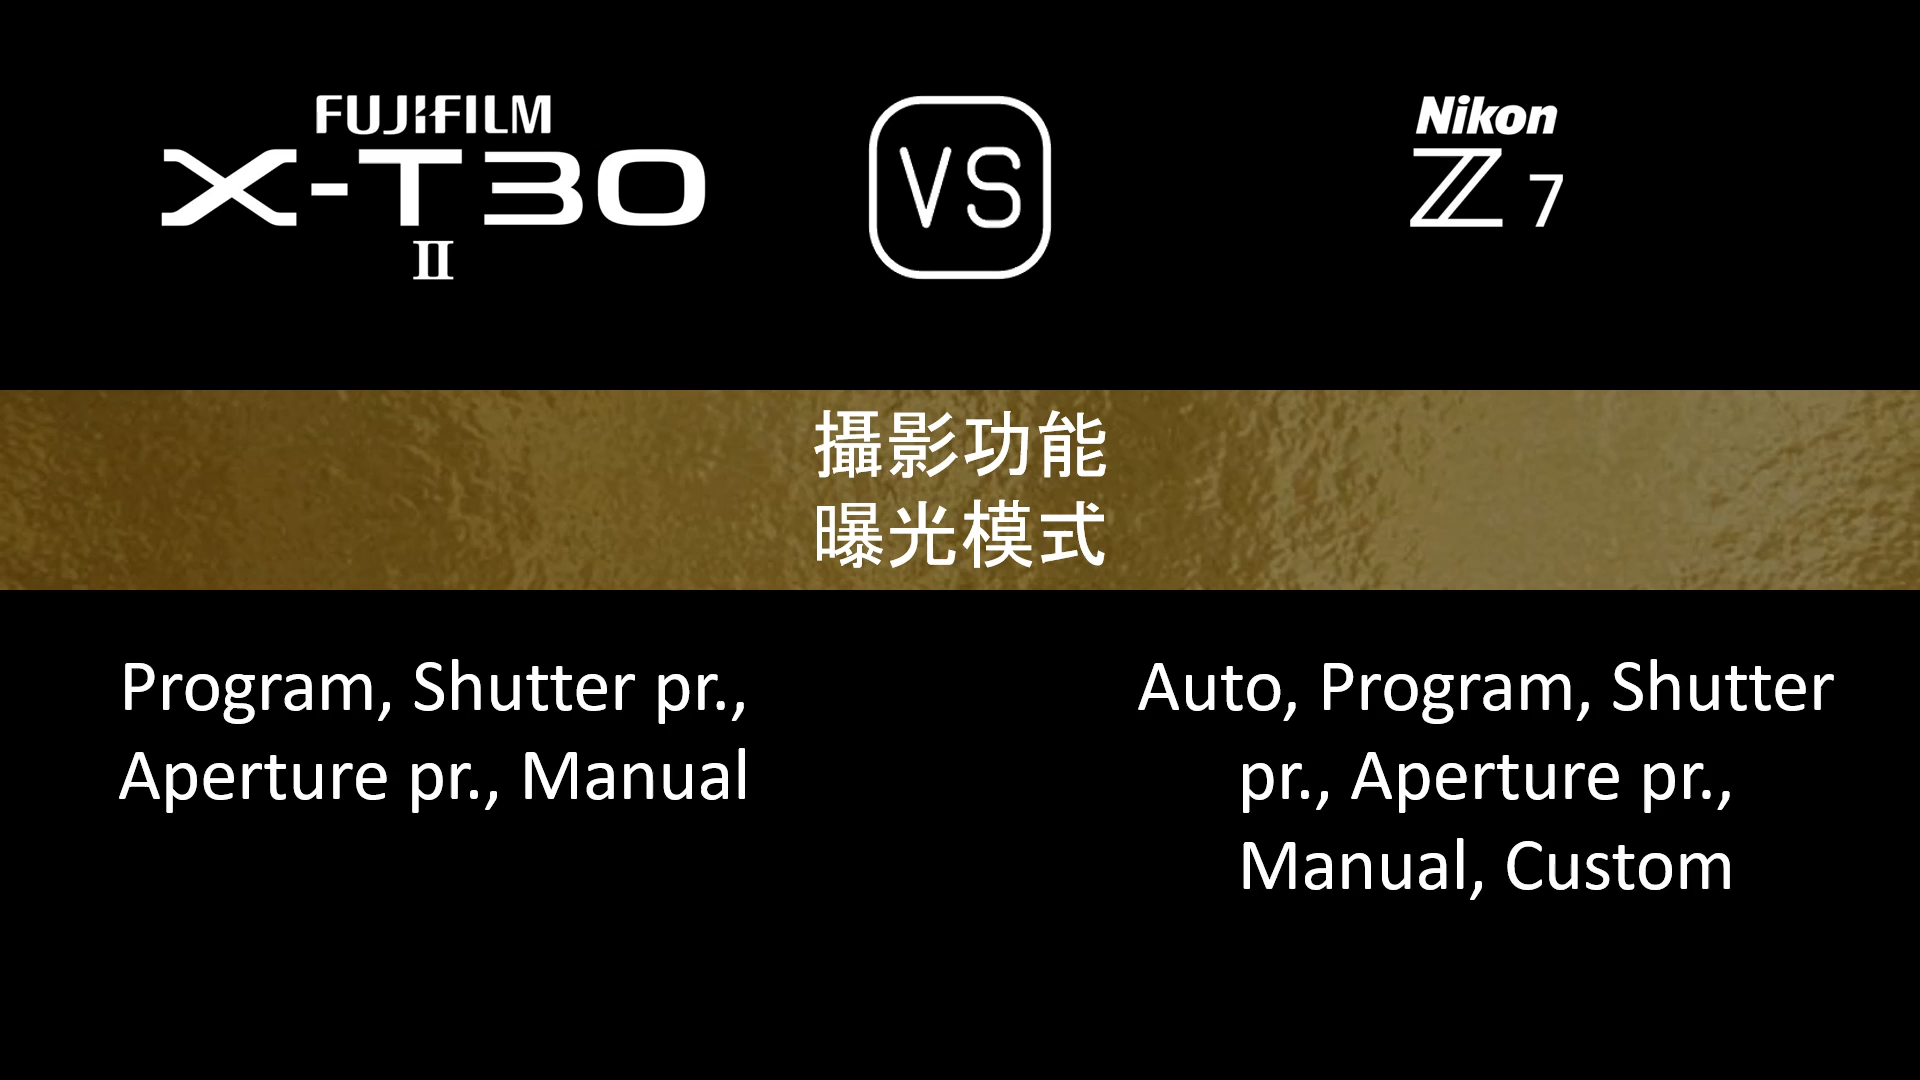 FUJIFILM
X-T30
II
VS
Nikon
Z 7
攝影功能
曝光模式
Program, Shutter pr.,
Aperture pr., Manual
Auto, Program, Shutter
pr., Aperture pr.,
Manual, Custom